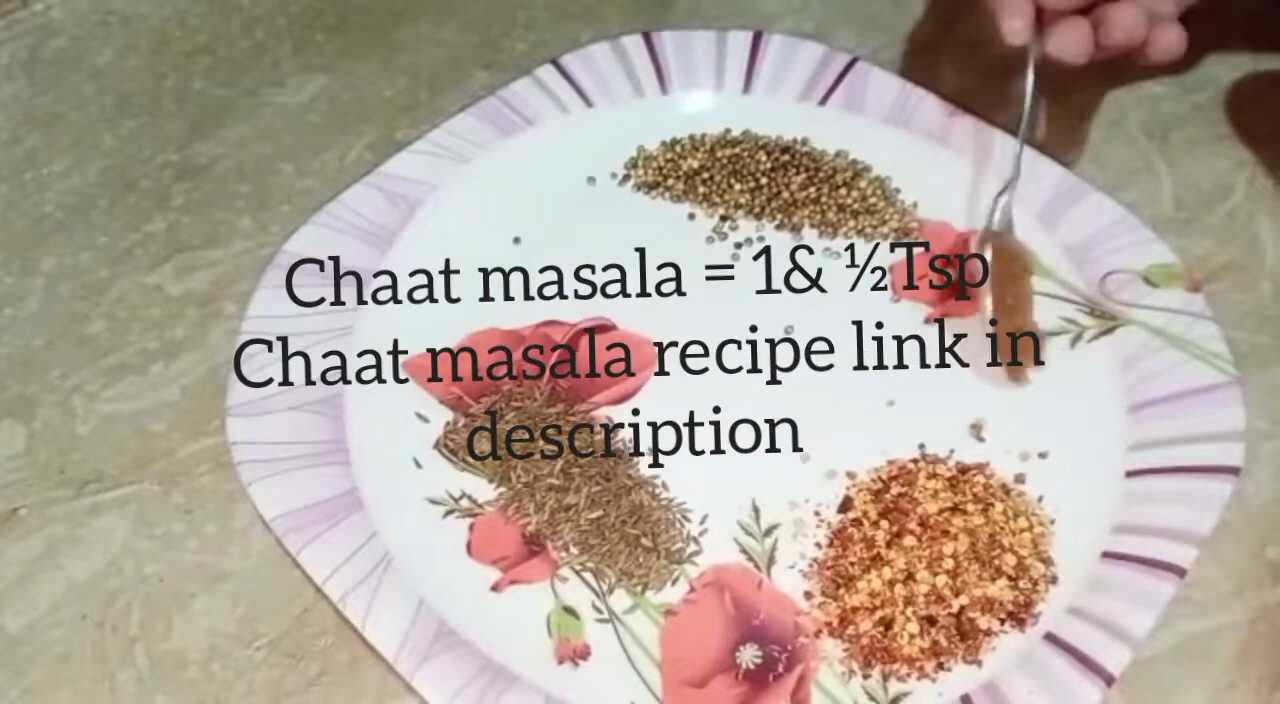 Chaat masala = 1& ½Tsp
Chaat masala recipe link in
description